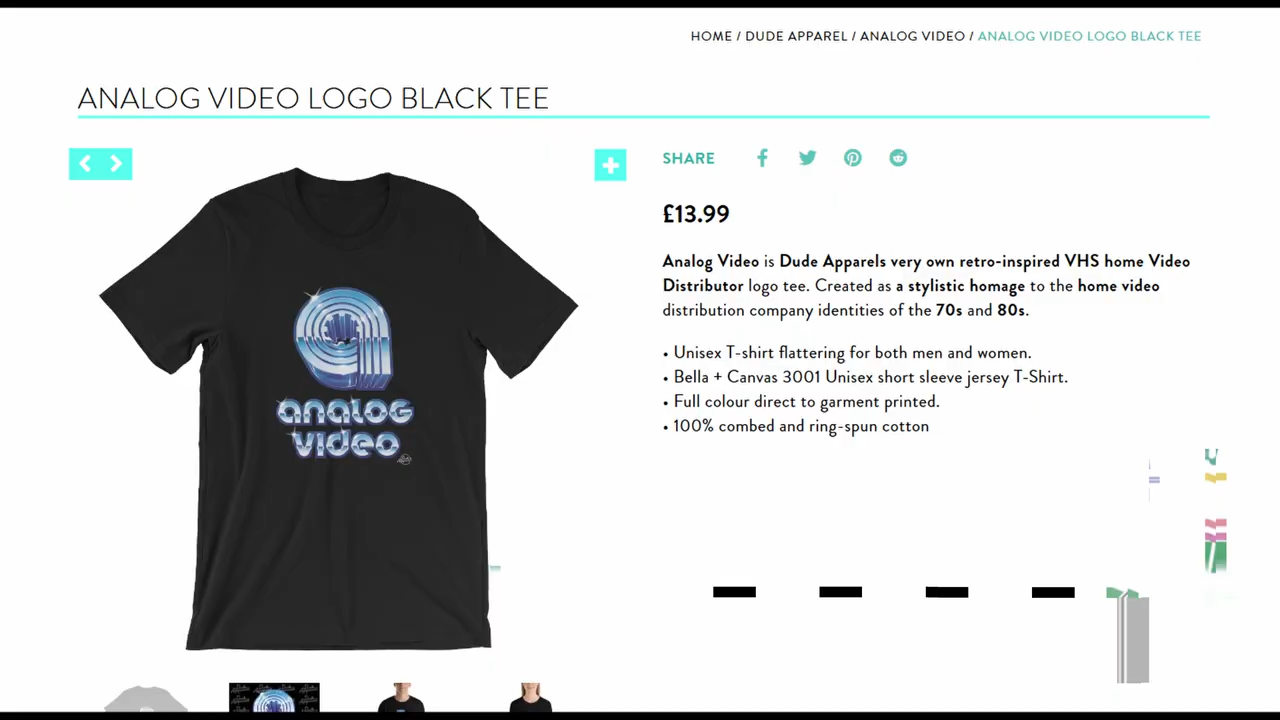 HOME / DUDE APPAREL / ANALOG VIDEO / ANALOG VIDEO LOGO BLACK TEE
ANALOG VIDEO LOGO BLACK TEE
SHARE
£13.99
Analog Video is Dude Apparels very own retro-inspired VHS home Video
Distributor logo tee. Created as a stylistic homage to the home video
distribution company identities of the 70s and 80s.
• Unisex T-shirt flattering for both men and women.
• Bella + Canvas 3001 Unisex short sleeve jersey T-Shirt.
• Full colour direct to garment printed.
• 100% combed and ring-spun cotton
analog
video